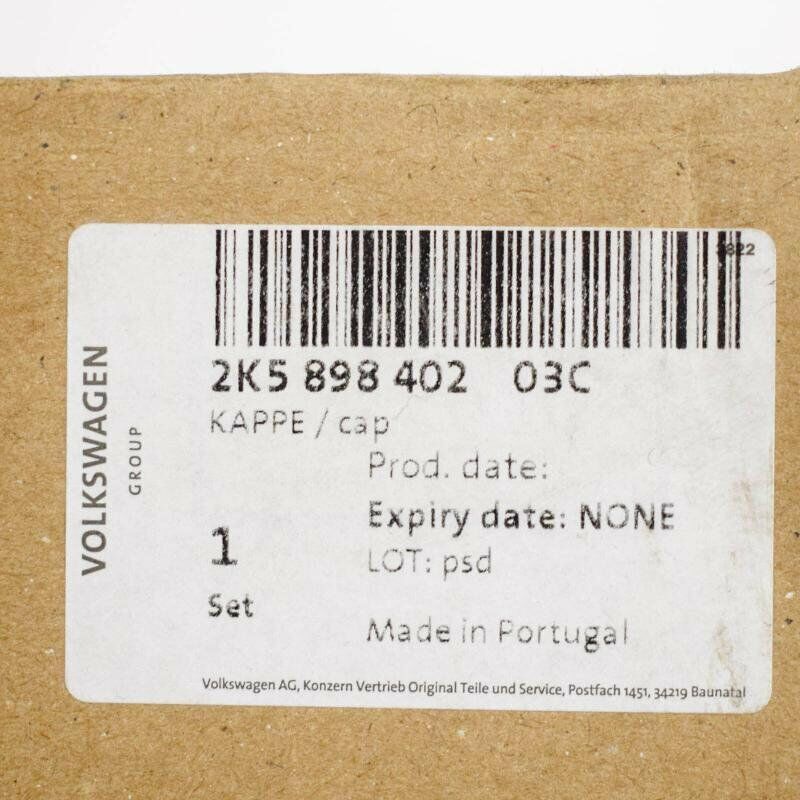 2K5 898 402 03C
KAPPE / cap
Prod. date:
Expiry date: NONE
1
LOT: psd
Set
Made in Portugal
VOLKSWAGEN
GROUP
Volkswagen AG, Konzern Vertrieb Original Teile und Service, Postfach 1451, 34219 Baunatal